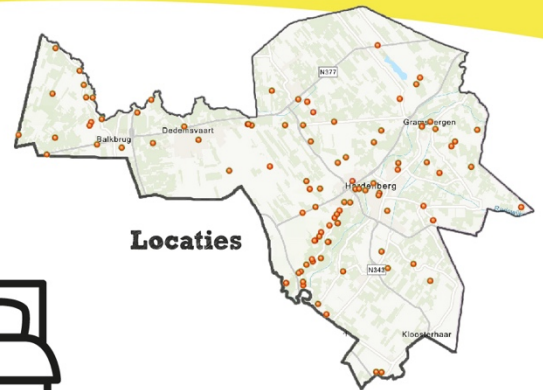 N377
Gramsbergen
Dedemsvaart
Balkbrug
Hardenberg
Locaties
N343
Kloosterhaar